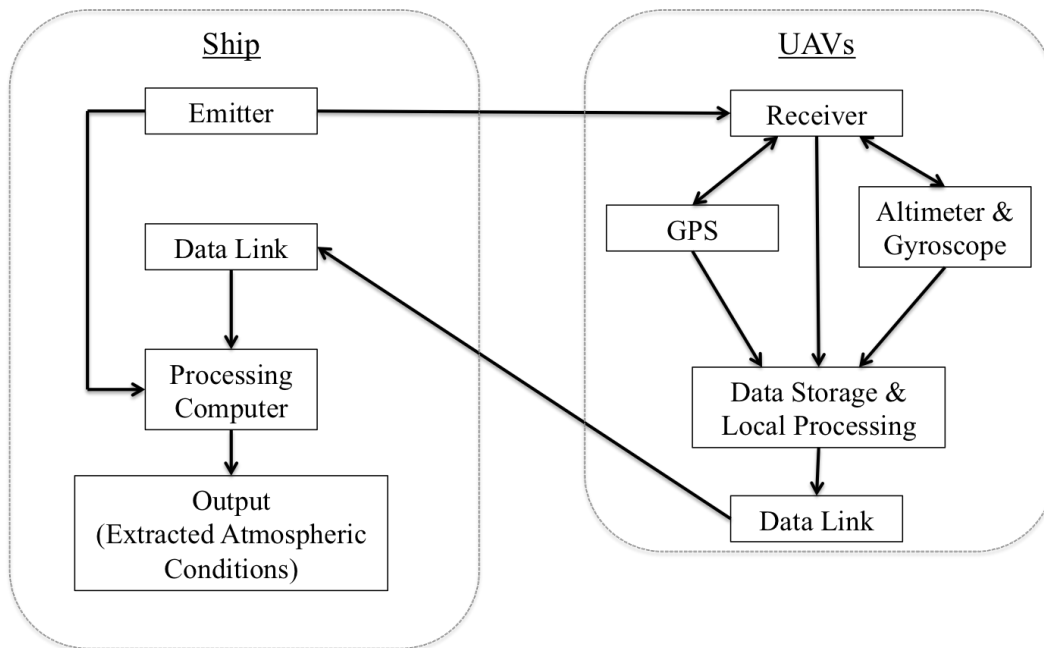 Ship
Emitter
Data Link
Processing
Computer
Output
(Extracted Atmospheric
Conditions)
UAVs
Receiver
GPS
Altimeter &
Gyroscope
Data Storage &
Local Processing
Data Link